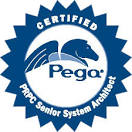 CERTIFIED
Pega
PRPC Senior System Architect